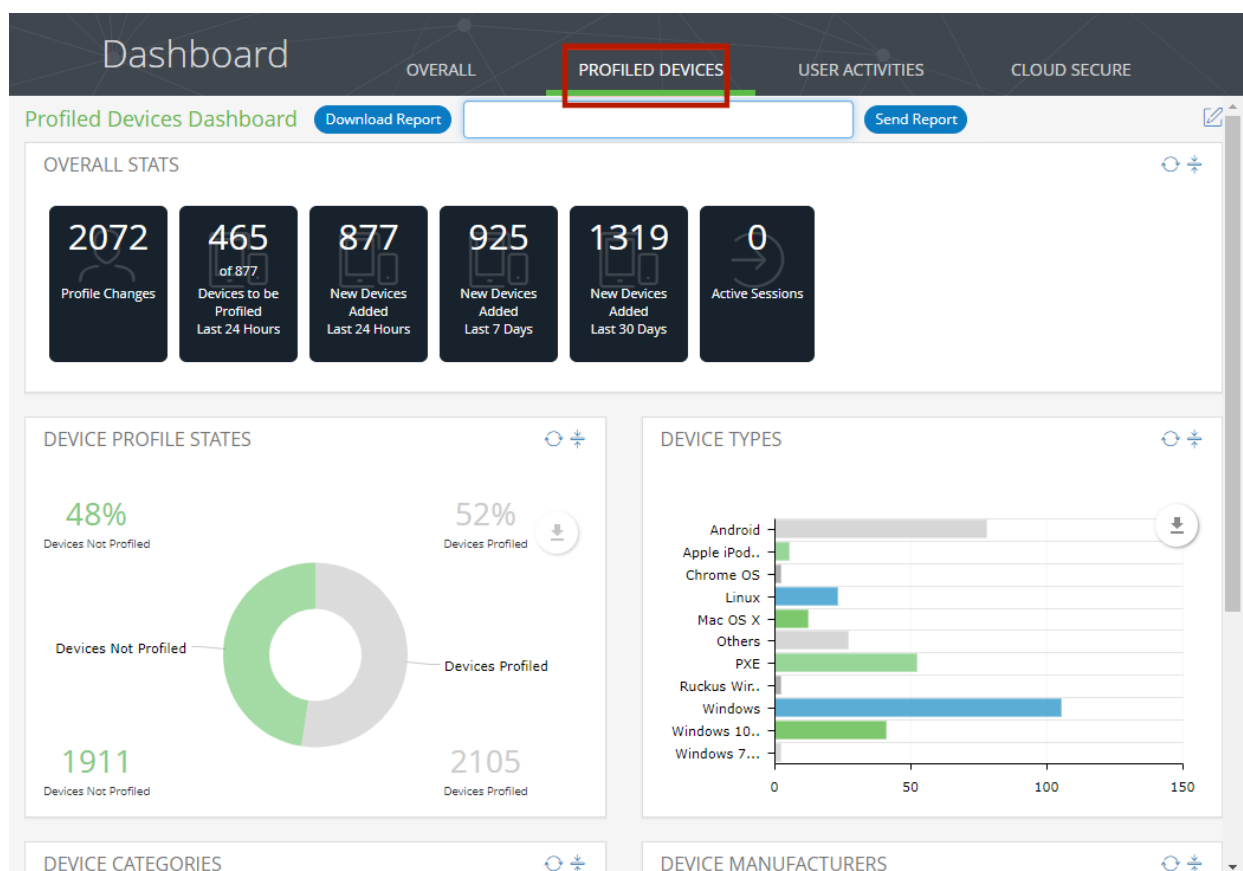 Dashboard
OVERALL
PROFILED DEVICES
USER ACTIVITIES
CLOUD SECURE
Profiled Devices Dashboard
Download Report
Send Report
OVERALL STATS
2072
Profile Changes
465
of 877
Devices to be
Profiled
Last 24 Hours
877
New Devices
Added
Last 24 Hours
925
New Devices
Added
Last 7 Days
1319
New Devices
Added
Last 30 Days
0
Active Sessions
DEVICE PROFILE STATES
48%
Devices Not Profiled
52%
Devices Profiled
Devices Not Profiled
Devices Profiled
1911
Devices Not Profiled
2105
Devices Profiled
DEVICE TYPES
Android
Apple iPod..
Chrome OS
Linux
Mac OS X
Others
PXE
Ruckus Wir..
Windows
Windows 10..
Windows 7...
0 50 100 150
DEVICE CATEGORIES
DEVICE MANUFACTURERS